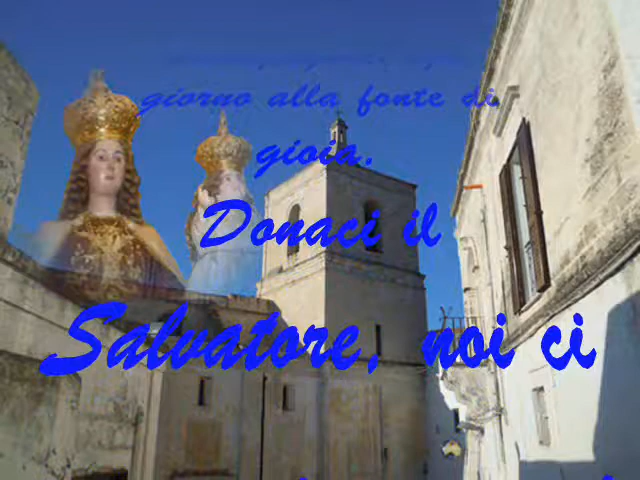 giorno alla fonte di
gioia.
Donaci il
Salvatore, noi ci